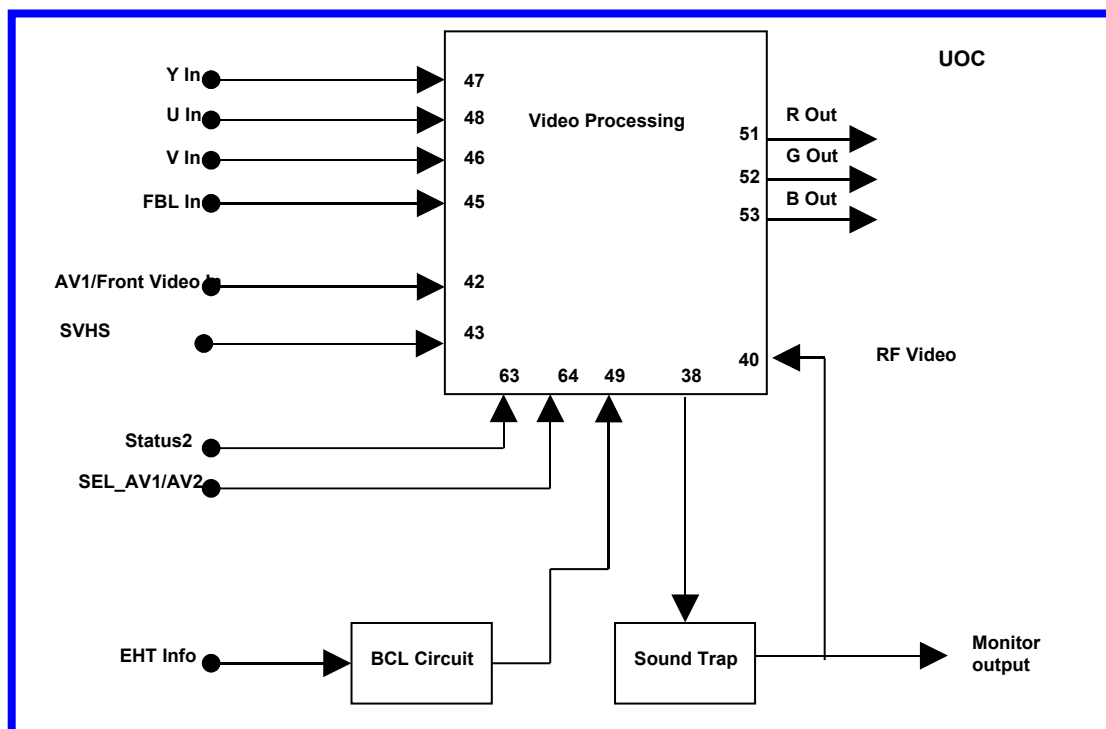 UOC
Y In
47
U In
48
Video Processing
51
R Out
V In
46
52
G Out
FBL In
45
53
B Out
AV1/Front Video In
42
SVHS
43
40
RF Video
63
64
49
38
Status2
SEL_AV1/AV2
EHT Info
BCL Circuit
Sound Trap
Monitor
output